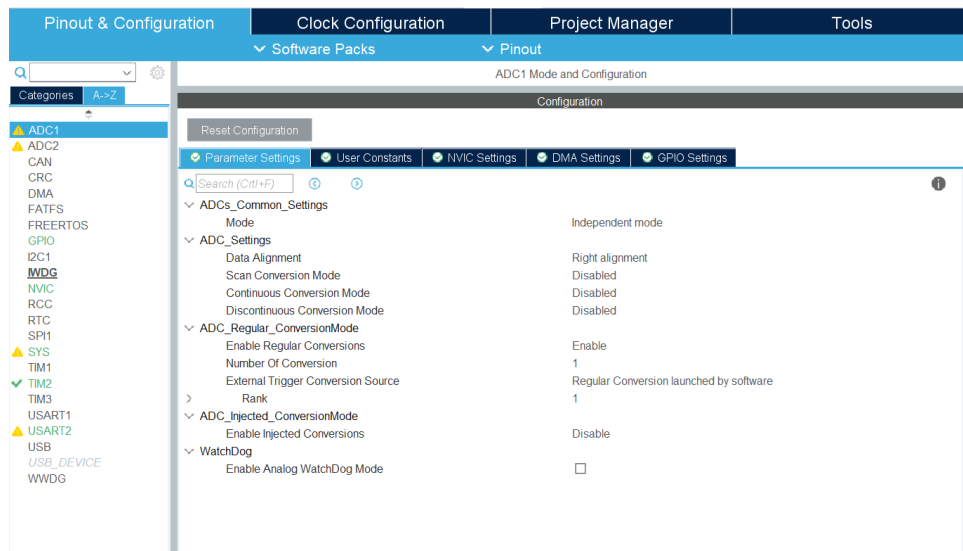 Pinout & Configuration Clock Configuration Project Manager Tools
Software Packs Pinout
ADC1 Mode and Configuration
Categories A->Z
Configuration
Reset Configuration
Parameter Settings User Constants NVIC Settings DMA Settings GPIO Settings
Search (Crtl+F)
ADC1
ADC2
CAN
CRC
DMA
FATFS
FREERTOS
GPIO
I2C1
IWDG
NVIC
RCC
RTC
SPI1
SYS
TIM1
TIM2
TIM3
USART1
USART2
USB
USB_DEVICE
WWDG
ADCs_Common_Settings
Mode Independent mode
ADC_Settings
Data Alignment Right alignment
Scan Conversion Mode Disabled
Continuous Conversion Mode Disabled
Discontinuous Conversion Mode Disabled
ADC_Regular_ConversionMode
Enable Regular Conversions Enable
Number Of Conversion 1
External Trigger Conversion Source Regular Conversion launched by software
Rank 1
ADC_Injected_ConversionMode
Enable Injected Conversions Disable
WatchDog
Enable Analog WatchDog Mode